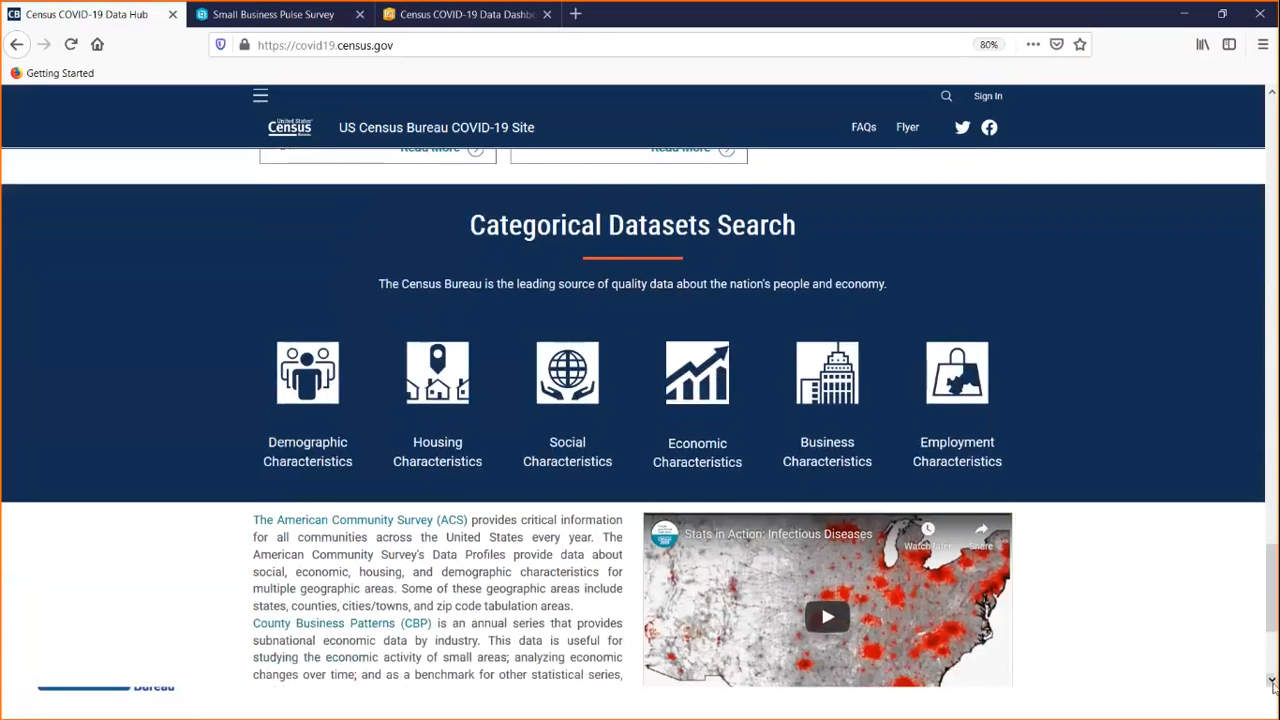 Census COVID-19 Data Hub
Small Business Pulse Survey
Census COVID-19 Data Dashbo
https://covid19.census.gov
80%
Getting Started
Sign In
United States®
Census
Bureau
US Census Bureau COVID-19 Site
FAQs
Flyer
Read More
Read More
Categorical Datasets Search
The Census Bureau is the leading source of quality data about the nation's people and economy.
Demographic
Characteristics
Housing
Characteristics
Social
Characteristics
Economic
Characteristics
Business
Characteristics
Employment
Characteristics
The American Community Survey (ACS) provides critical information
for all communities across the United States every year. The
American Community Survey's Data Profiles provide data about
social, economic, housing, and demographic characteristics for
multiple geographic areas. Some of these geographic areas include
states, counties, cities/towns, and zip code tabulation areas.
County Business Patterns (CBP) is an annual series that provides
subnational economic data by industry. This data is useful for
studying the economic activity of small areas; analyzing economic
changes over time; and as a benchmark for other statistical series,
Stats in Action: Infectious Diseases
Watch later
Share
Bureau